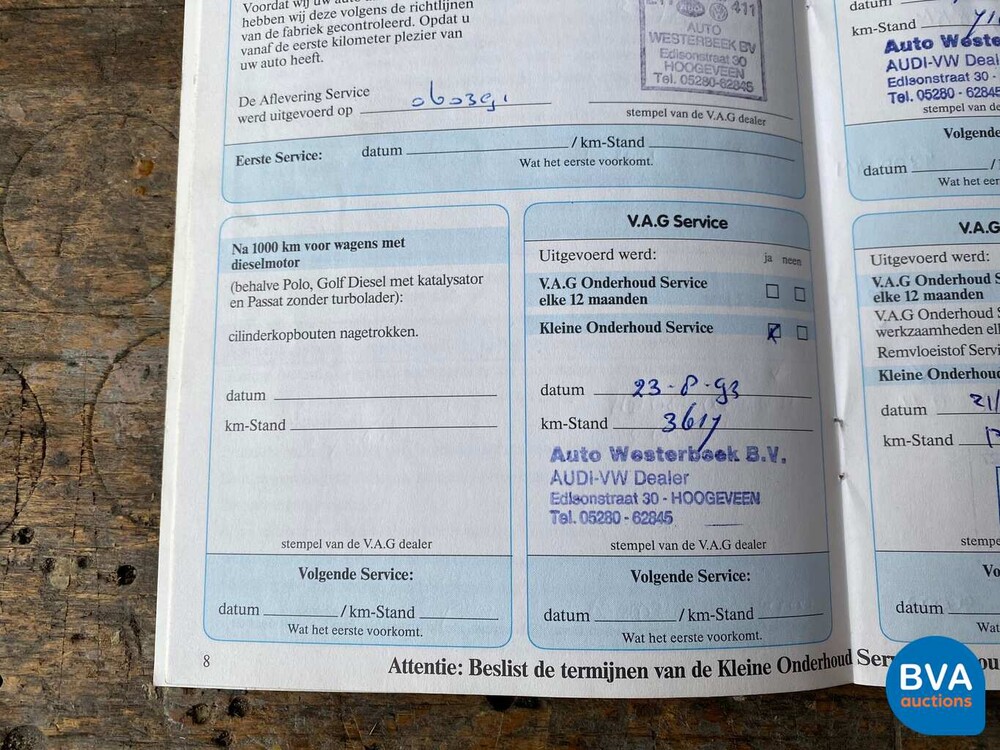 Voordat wij uw auto
hebben wij deze volgens de richtlijnen
van de fabriek gecontroleerd. Opdat u
vanaf de eerste kilometer plezier van
uw auto heeft.
411
AUTO
WESTERBEEK BV
Edisonstraat 30
HOOGEVEEN
Tel. 05280-62845
De Aflevering Service
werd uitgevoerd op
stempel van de V.A.G dealer
Eerste Service: datum / km-Stand
Wat het eerste voorkomt.
Na 1000 km voor wagens met
dieselmotor
(behalve Polo, Golf Diesel met katalysator
en Passat zonder turbolader):
cilinderkopbouten nagetrokken.
datum
km-Stand
stempel van de V.A.G dealer
Volgende Service:
datum / km-Stand
Wat het eerste voorkomt.
V.A.G Service
Uitgevoerd werd: ja neen
V.A.G Onderhoud Service
elke 12 maanden
Kleine Onderhoud Service
datum 23-8-93
km-Stand 3617
Auto Westerbeek B.V.
AUDI-VW Dealer
Edisonstraat 30 - HOOGEVEEN
Tel. 05280 - 62845
stempel van de V.A.G dealer
Volgende Service:
datum / km-Stand
Wat het eerste voorkomt.
8
Attentie: Beslist de termijnen van de Kleine Onderhoud
datum
km-Stand
Auto
AUDI-VW
Edisonstraat 30 -
Tel. 05280 - 6284
stempel van de
Volgende
datum /
Wat het
V.A.G
Uitgevoerd werd:
V.A.G Onderhoud
elke 12 maanden
V.A.G Onderhoud
werkzaamheden
Remvloeistof
Kleine Onderhoud
datum 21/
km-Stand
datum
BVA
auctions